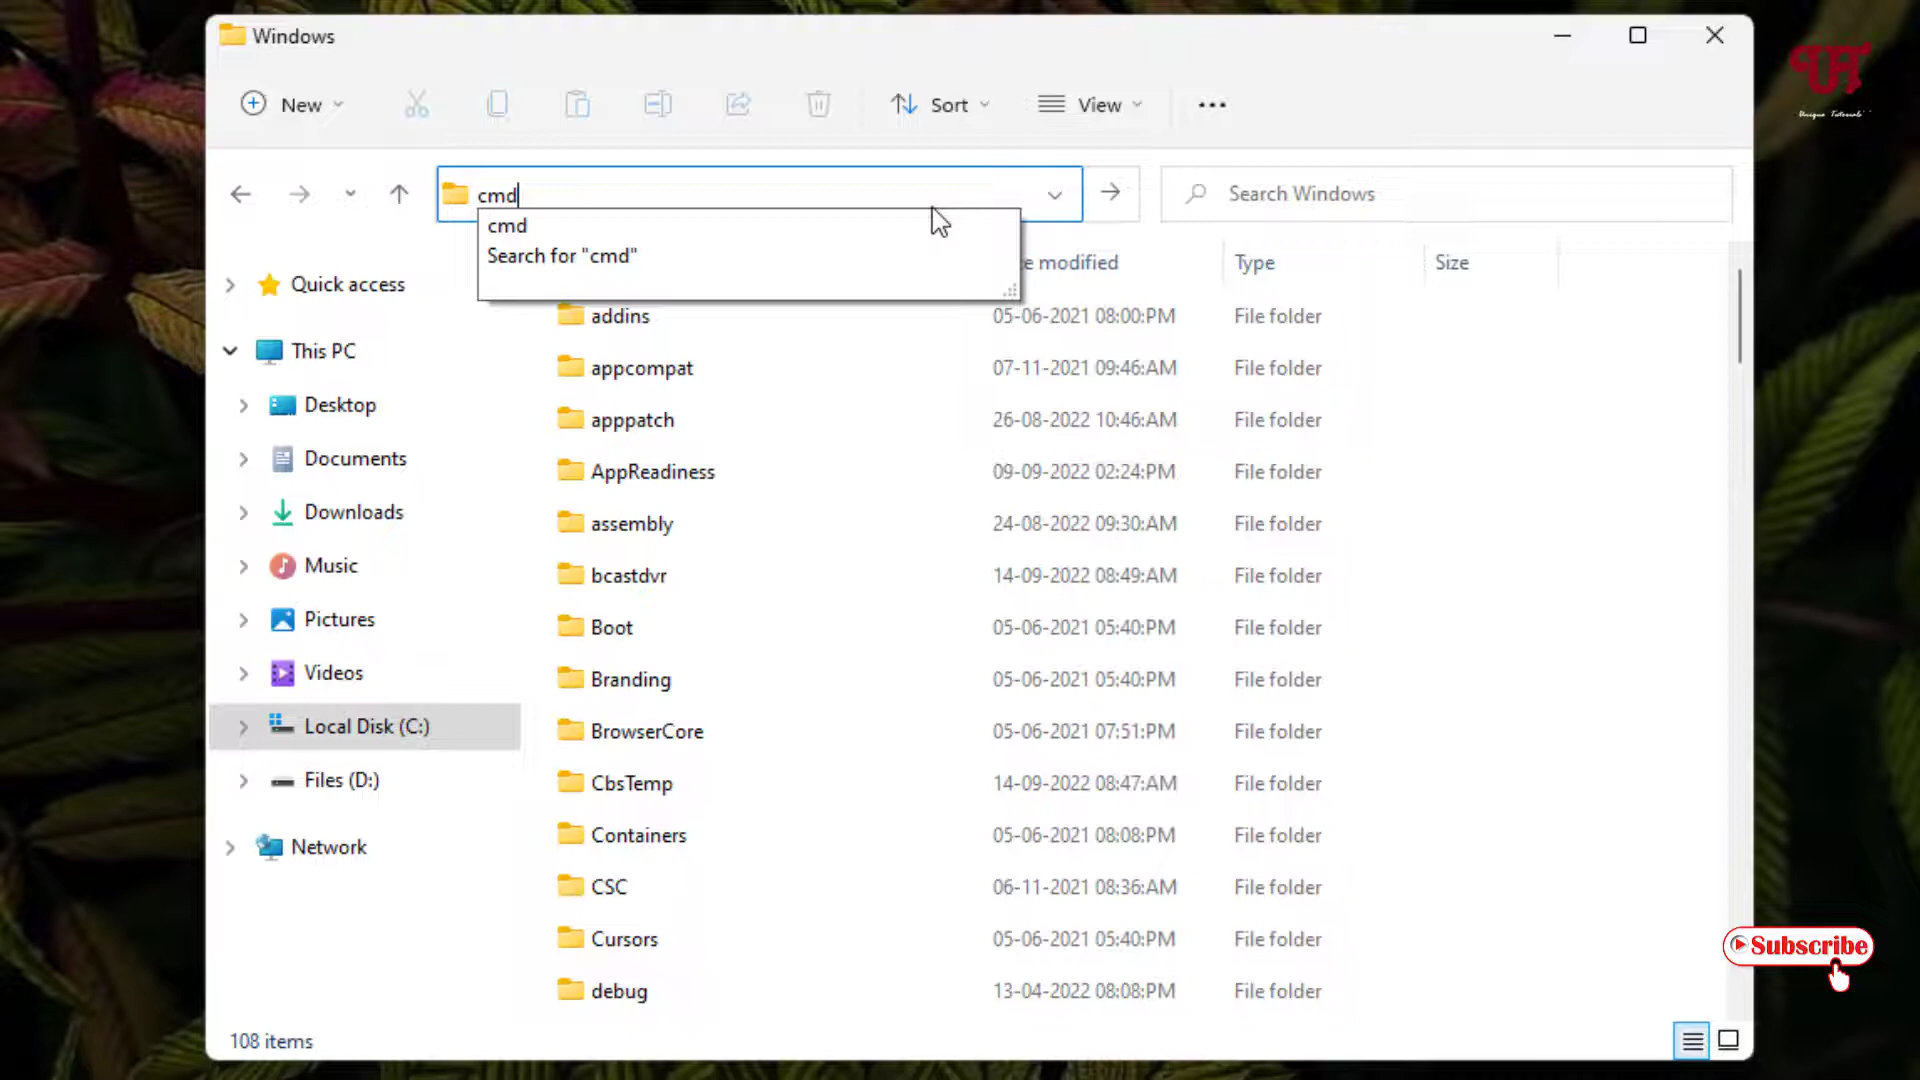 Windows
UT
Unique Tutorials
New
Sort
View
cmd
Search Windows
cmd
Search for "cmd"
e modified
Type
Size
Quick access
This PC
Desktop
Documents
Downloads
Music
Pictures
Videos
Local Disk (C:)
Files (D:)
Network
addins 05-06-2021 08:00:PM File folder
appcompat 07-11-2021 09:46:AM File folder
apppatch 26-08-2022 10:46:AM File folder
AppReadiness 09-09-2022 02:24:PM File folder
assembly 24-08-2022 09:30:AM File folder
bcastdvr 14-09-2022 08:49:AM File folder
Boot 05-06-2021 05:40:PM File folder
Branding 05-06-2021 05:40:PM File folder
BrowserCore 05-06-2021 07:51:PM File folder
CbsTemp 14-09-2022 08:47:AM File folder
Containers 05-06-2021 08:08:PM File folder
CSC 06-11-2021 08:36:AM File folder
Cursors 05-06-2021 05:40:PM File folder
debug 13-04-2022 08:08:PM File folder
Subscribe
108 items